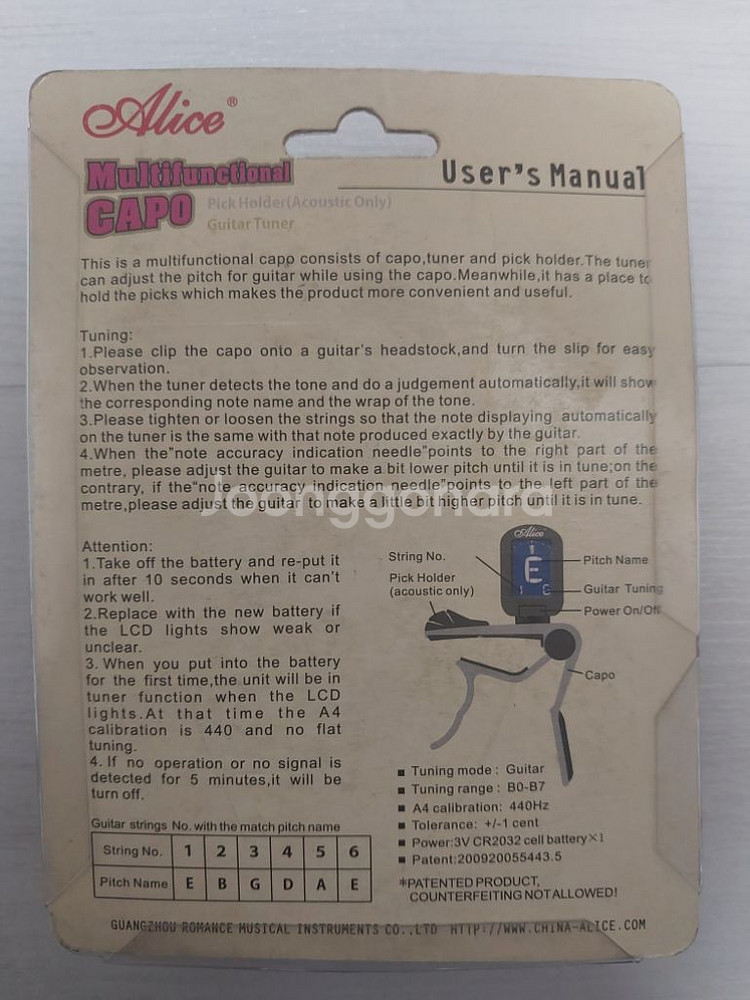 Alice®
Multifunctional
CAPO
Pick Holder(Acoustic Only)
Guitar Tuner
User's Manual
This is a multifunctional capo consists of capo,tuner and pick holder.The tuner
can adjust the pitch for guitar while using the capo.Meanwhile,it has a place to
hold the picks which makes the product more convenient and useful.
Tuning:
1.Please clip the capo onto a guitar's headstock,and turn the slip for easy
observation.
2.When the tuner detects the tone and do a judgement automatically,it will show
the corresponding note name and the wrap of the tone.
3.Please tighten or loosen the strings so that the note displaying automatically
on the tuner is the same with that note produced exactly by the guitar.
4.When the"note accuracy indication needle"points to the right part of the
metre, please adjust the guitar to make a bit lower pitch until it is in tune;on the
contrary, if the"note accuracy indication needle"points to the left part of the
metre,please adjust the guitar to make a little bit higher pitch until it is in tune.
Joonggonara
Attention:
1.Take off the battery and re-put it
in after 10 seconds when it can't
work well.
2.Replace with the new battery if
the LCD lights show weak or
unclear.
3. When you put into the battery
for the first time,the unit will be in
tuner function when the LCD
lights.At that time the A4
calibration is 440 and no flat
tuning.
4. If no operation or no signal is
detected for 5 minutes,it will be
turn off.
String No.
Pick Holder
(acoustic only)
Alice
1
E
1 G
Pitch Name
Guitar Tuning
Power On/Off
Capo
■ Tuning mode : Guitar
■ Tuning range : B0-B7
■ A4 calibration: 440Hz
■ Tolerance: +/-1 cent
■ Power:3V CR2032 cell battery×1
■ Patent:200920055443.5
*PATENTED PRODUCT,
COUNTERFEITING NOT ALLOWED!
Guitar strings No. with the match pitch name
String No. 1 2 3 4 5 6
Pitch Name E B G D A E
GUANGZHOU ROMANCE MUSICAL INSTRUMENTS CO.,LTD HTTP://WWW.CHINA-ALICE.COM